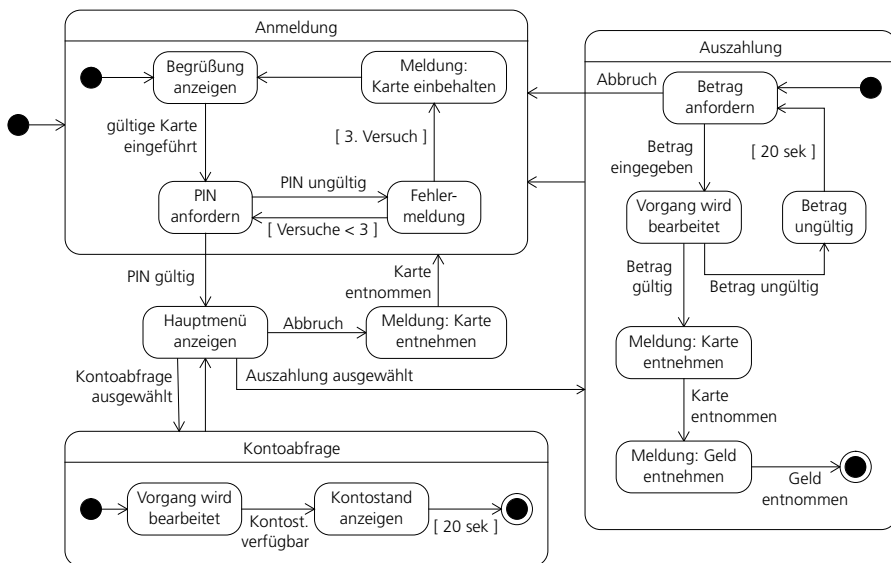 Anmeldung
Begrüßung
anzeigen
Meldung:
Karte einbehalten
gültige Karte
eingeführt
[ 3. Versuch ]
PIN
anfordern
PIN ungültig
Fehler-
meldung
[ Versuche < 3 ]
PIN gültig
Karte
entnommen
Hauptmenü
anzeigen
Abbruch
Meldung: Karte
entnehmen
Kontoabfrage
ausgewählt
Auszahlung ausgewählt
Kontoabfrage
Vorgang wird
bearbeitet
Kontost.
verfügbar
Kontostand
anzeigen
[ 20 sek ]
Auszahlung
Abbruch
Betrag
anfordern
Betrag
eingegeben
[ 20 sek ]
Vorgang wird
bearbeitet
Betrag
ungültig
Betrag
gültig
Betrag ungültig
Meldung: Karte
entnehmen
Karte
entnommen
Meldung: Geld
entnehmen
Geld
entnommen